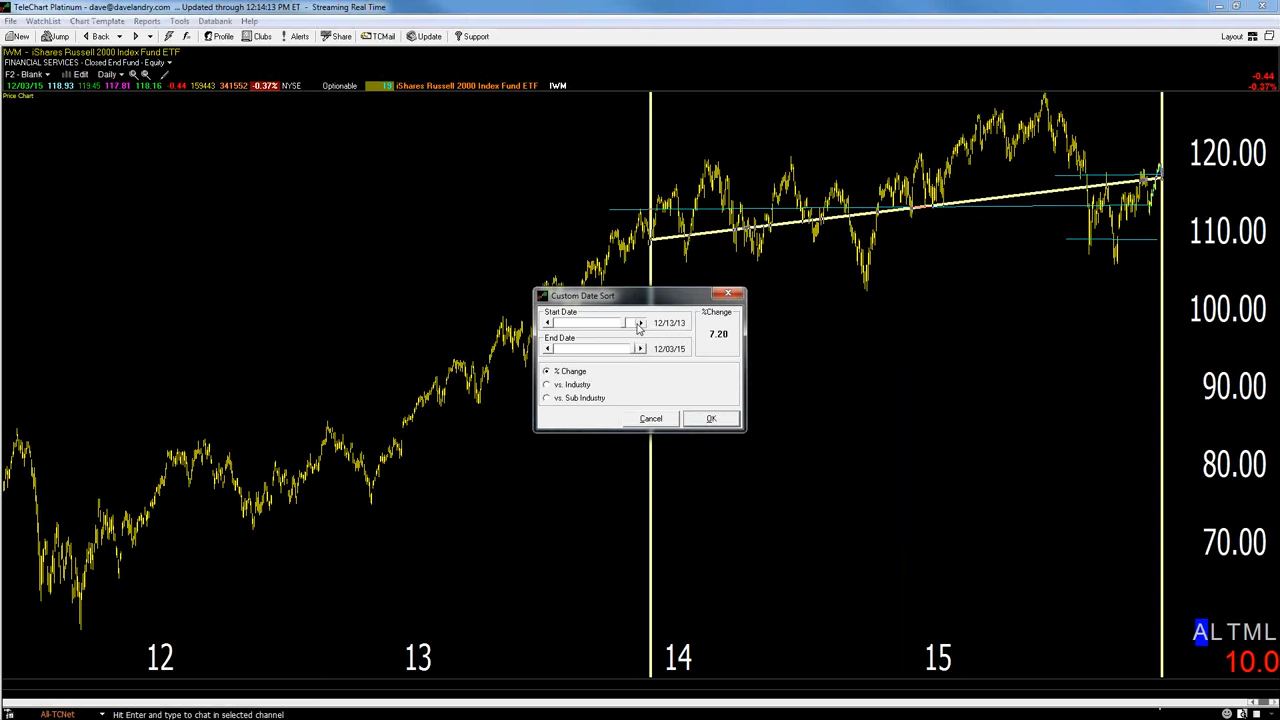 TeleChart Platinum - dave@davelandry.com ... Updated through 12:14:13 PM ET - Streaming Real Time
File WatchList Chart Template Reports Tools Databank Help
New Jump Back Profile Clubs Alerts Share TCMail Update Support Layout
IWM - iShares Russell 2000 Index Fund ETF
FINANCIAL SERVICES - Closed End Fund - Equity
F2 - Blank Edit Daily
-0.44
12/03/15 118.93 119.45 117.81 118.16 -0.44 159443 341552 -0.37% NYSE Optionable 19 iShares Russell 2000 Index Fund ETF IWM
-0.37%
Price Chart
120.00
110.00
100.00
90.00
80.00
70.00
Custom Date Sort
Start Date
12/13/13
%Change
7.20
End Date
12/03/15
% Change
vs. Industry
vs. Sub Industry
Cancel OK
ALTML
12 13 14 15
10.0
All-TCNet Hit Enter and type to chat in selected channel